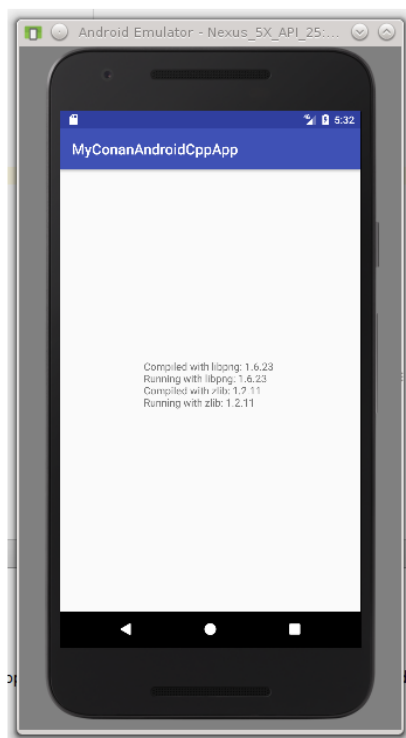 Android Emulator - Nexus_5X_API_25:...
5:32
MyConanAndroidCppApp
Compiled with libpng: 1.6.23
Running with libpng: 1.6.23
Compiled with zlib: 1.2.11
Running with zlib: 1.2.11